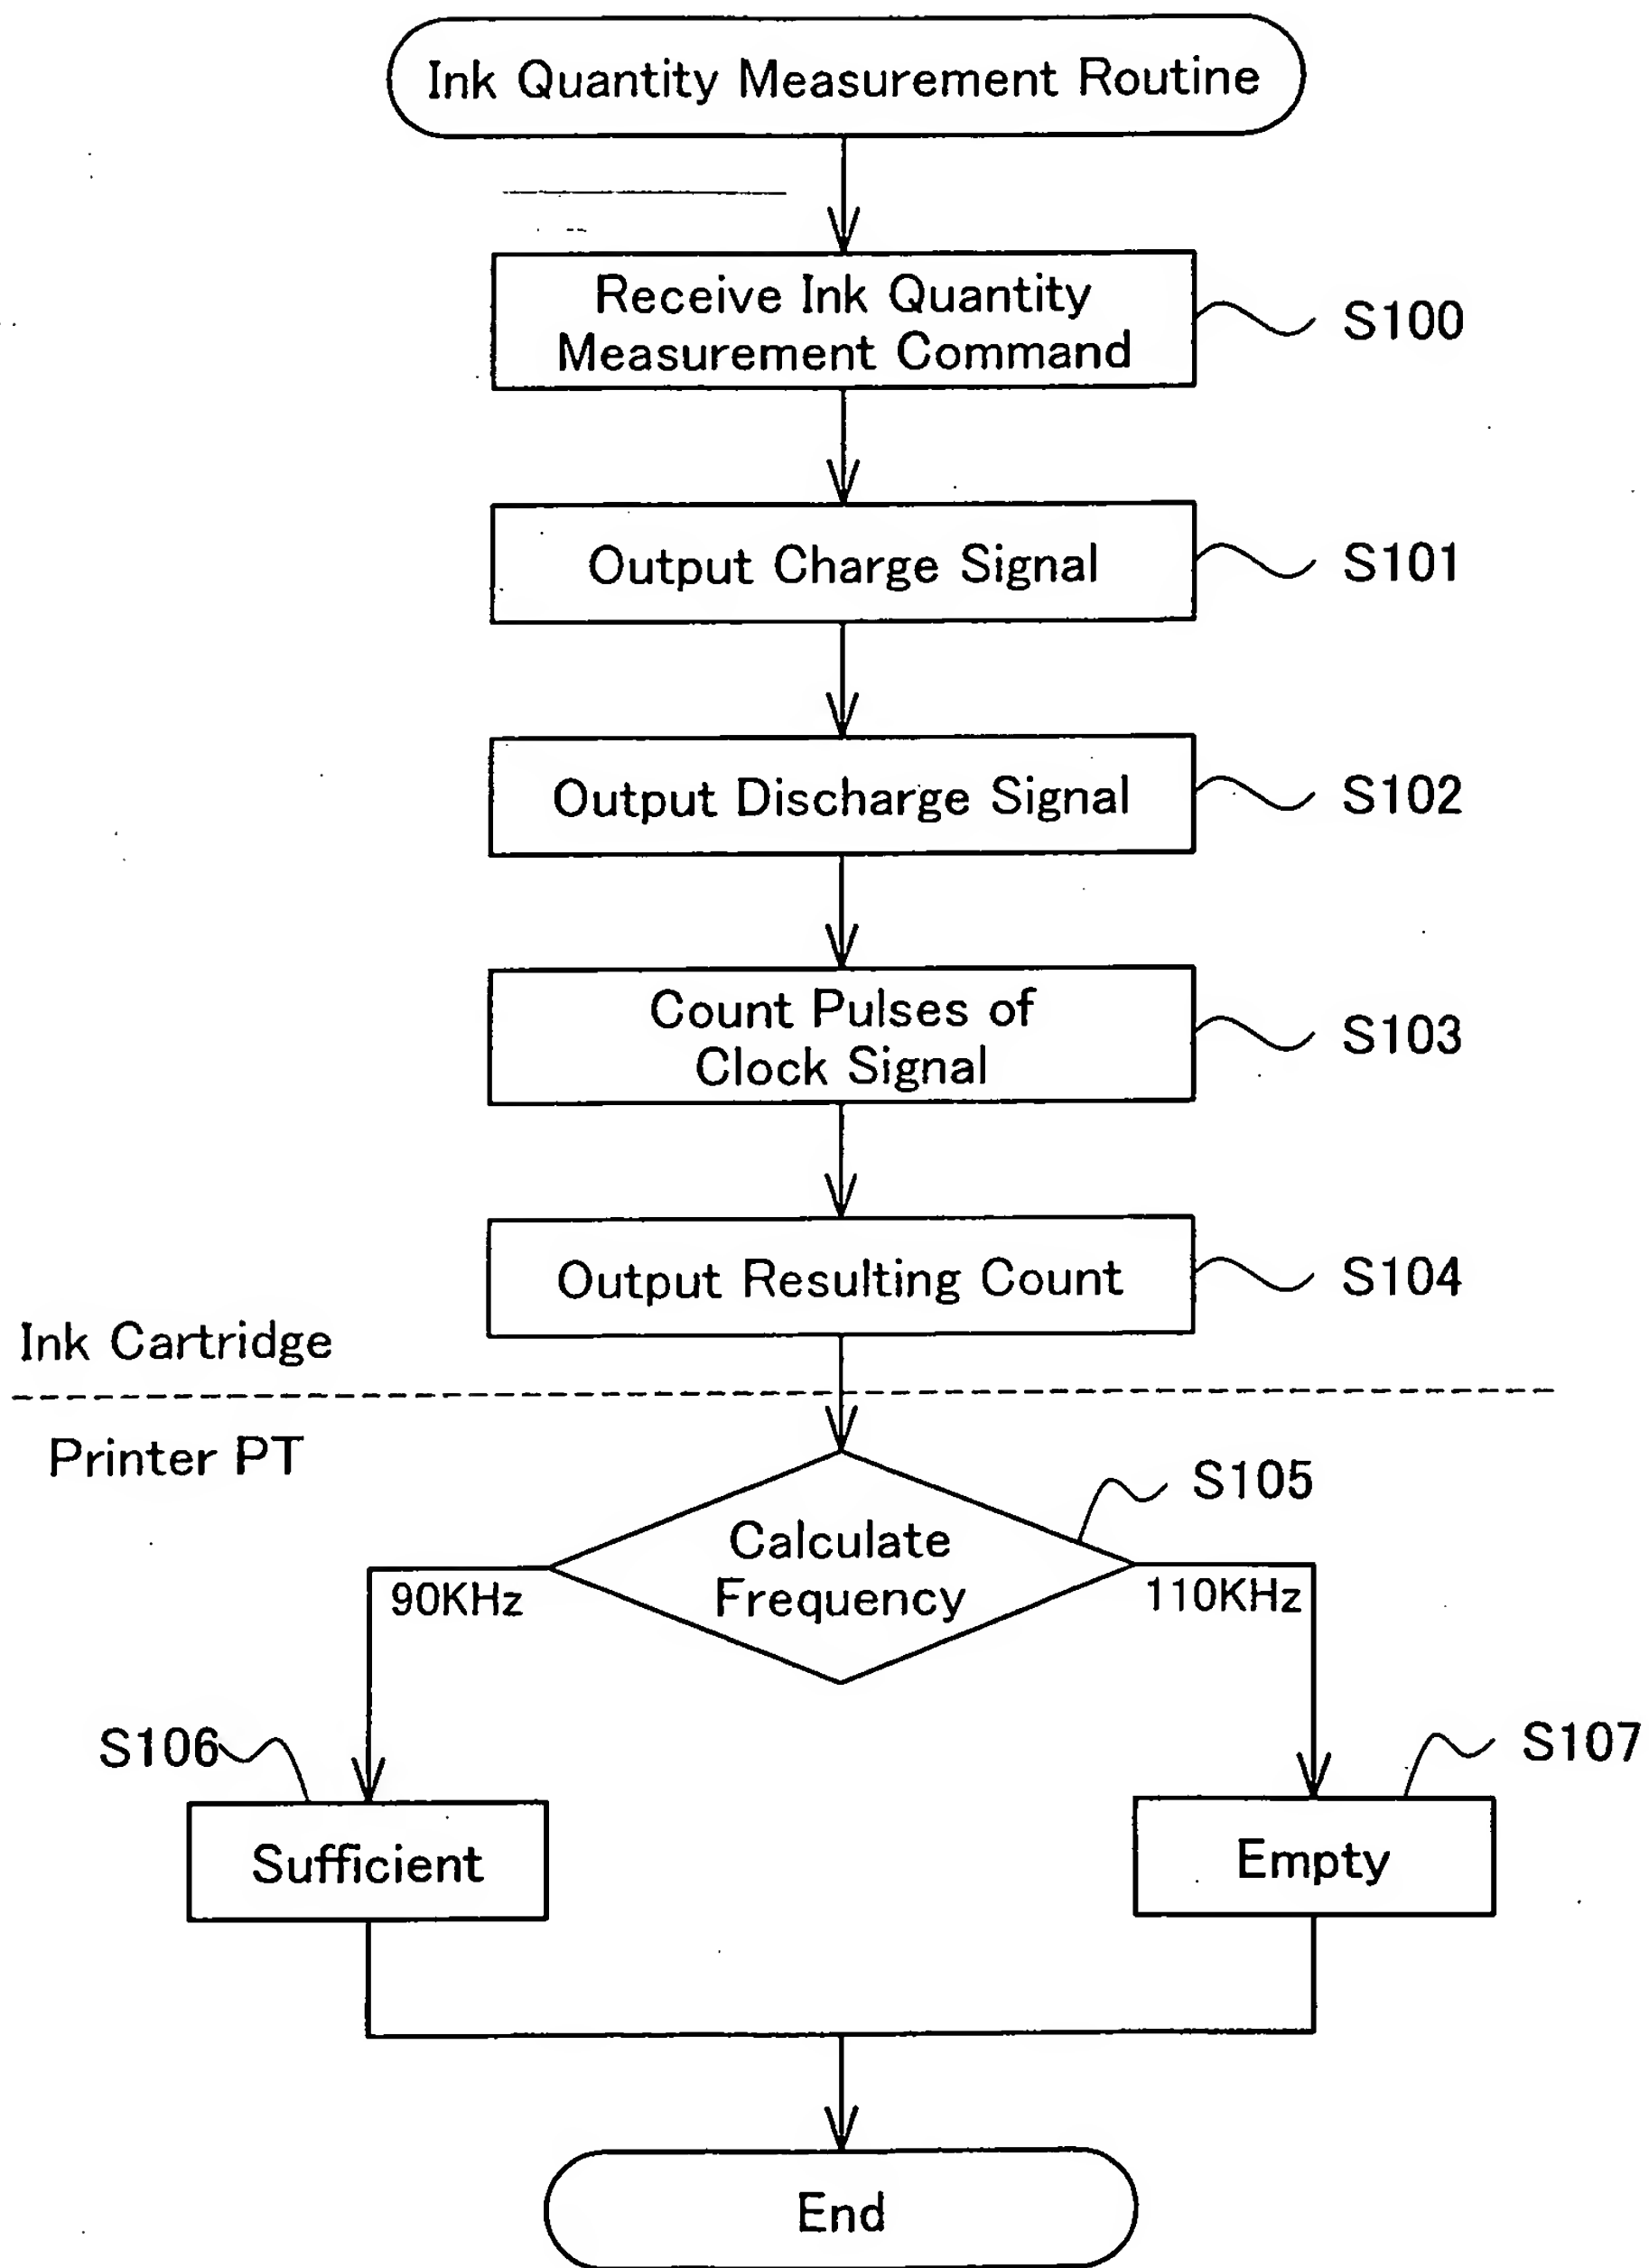 Ink Quantity Measurement Routine
Receive Ink Quantity
Measurement Command
S100
Output Charge Signal
S101
Output Discharge Signal
S102
Count Pulses of
Clock Signal
S103
Output Resulting Count
S104
Ink Cartridge
Printer PT
S105
Calculate
Frequency
90KHz
110KHz
S106
S107
Sufficient
Empty
End